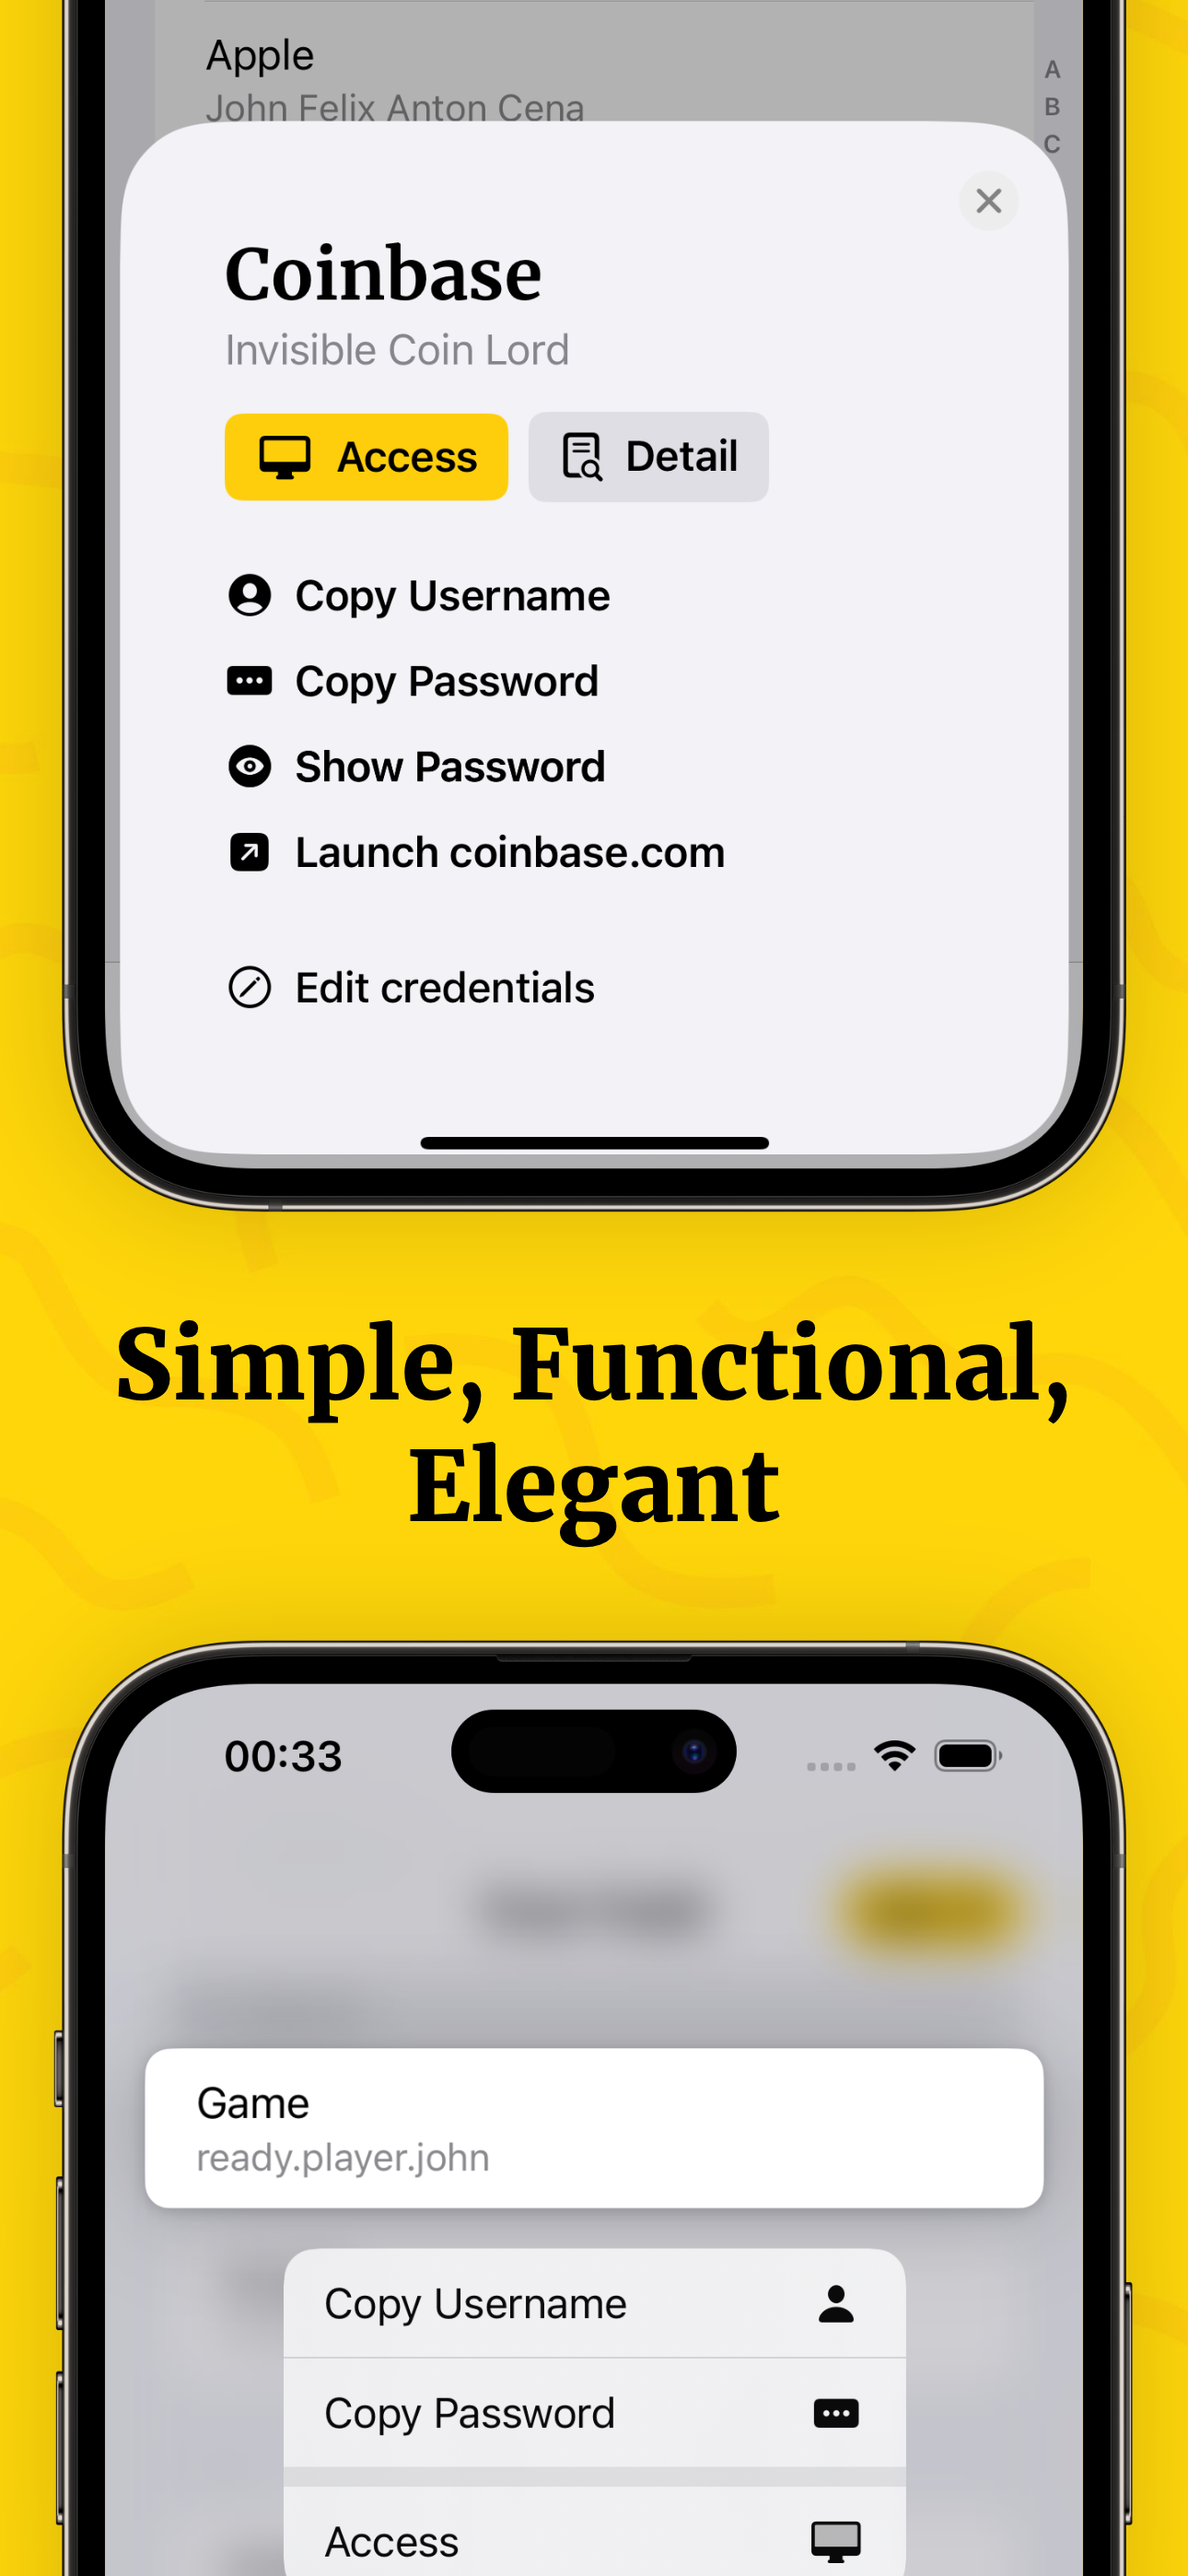 Apple
John Felix Anton Cena
A
B
C
Coinbase
Invisible Coin Lord
Access
Detail
Copy Username
Copy Password
Show Password
Launch coinbase.com
Edit credentials
Simple, Functional,
Elegant
00:33
Game
ready.player.john
Copy Username
Copy Password
Access